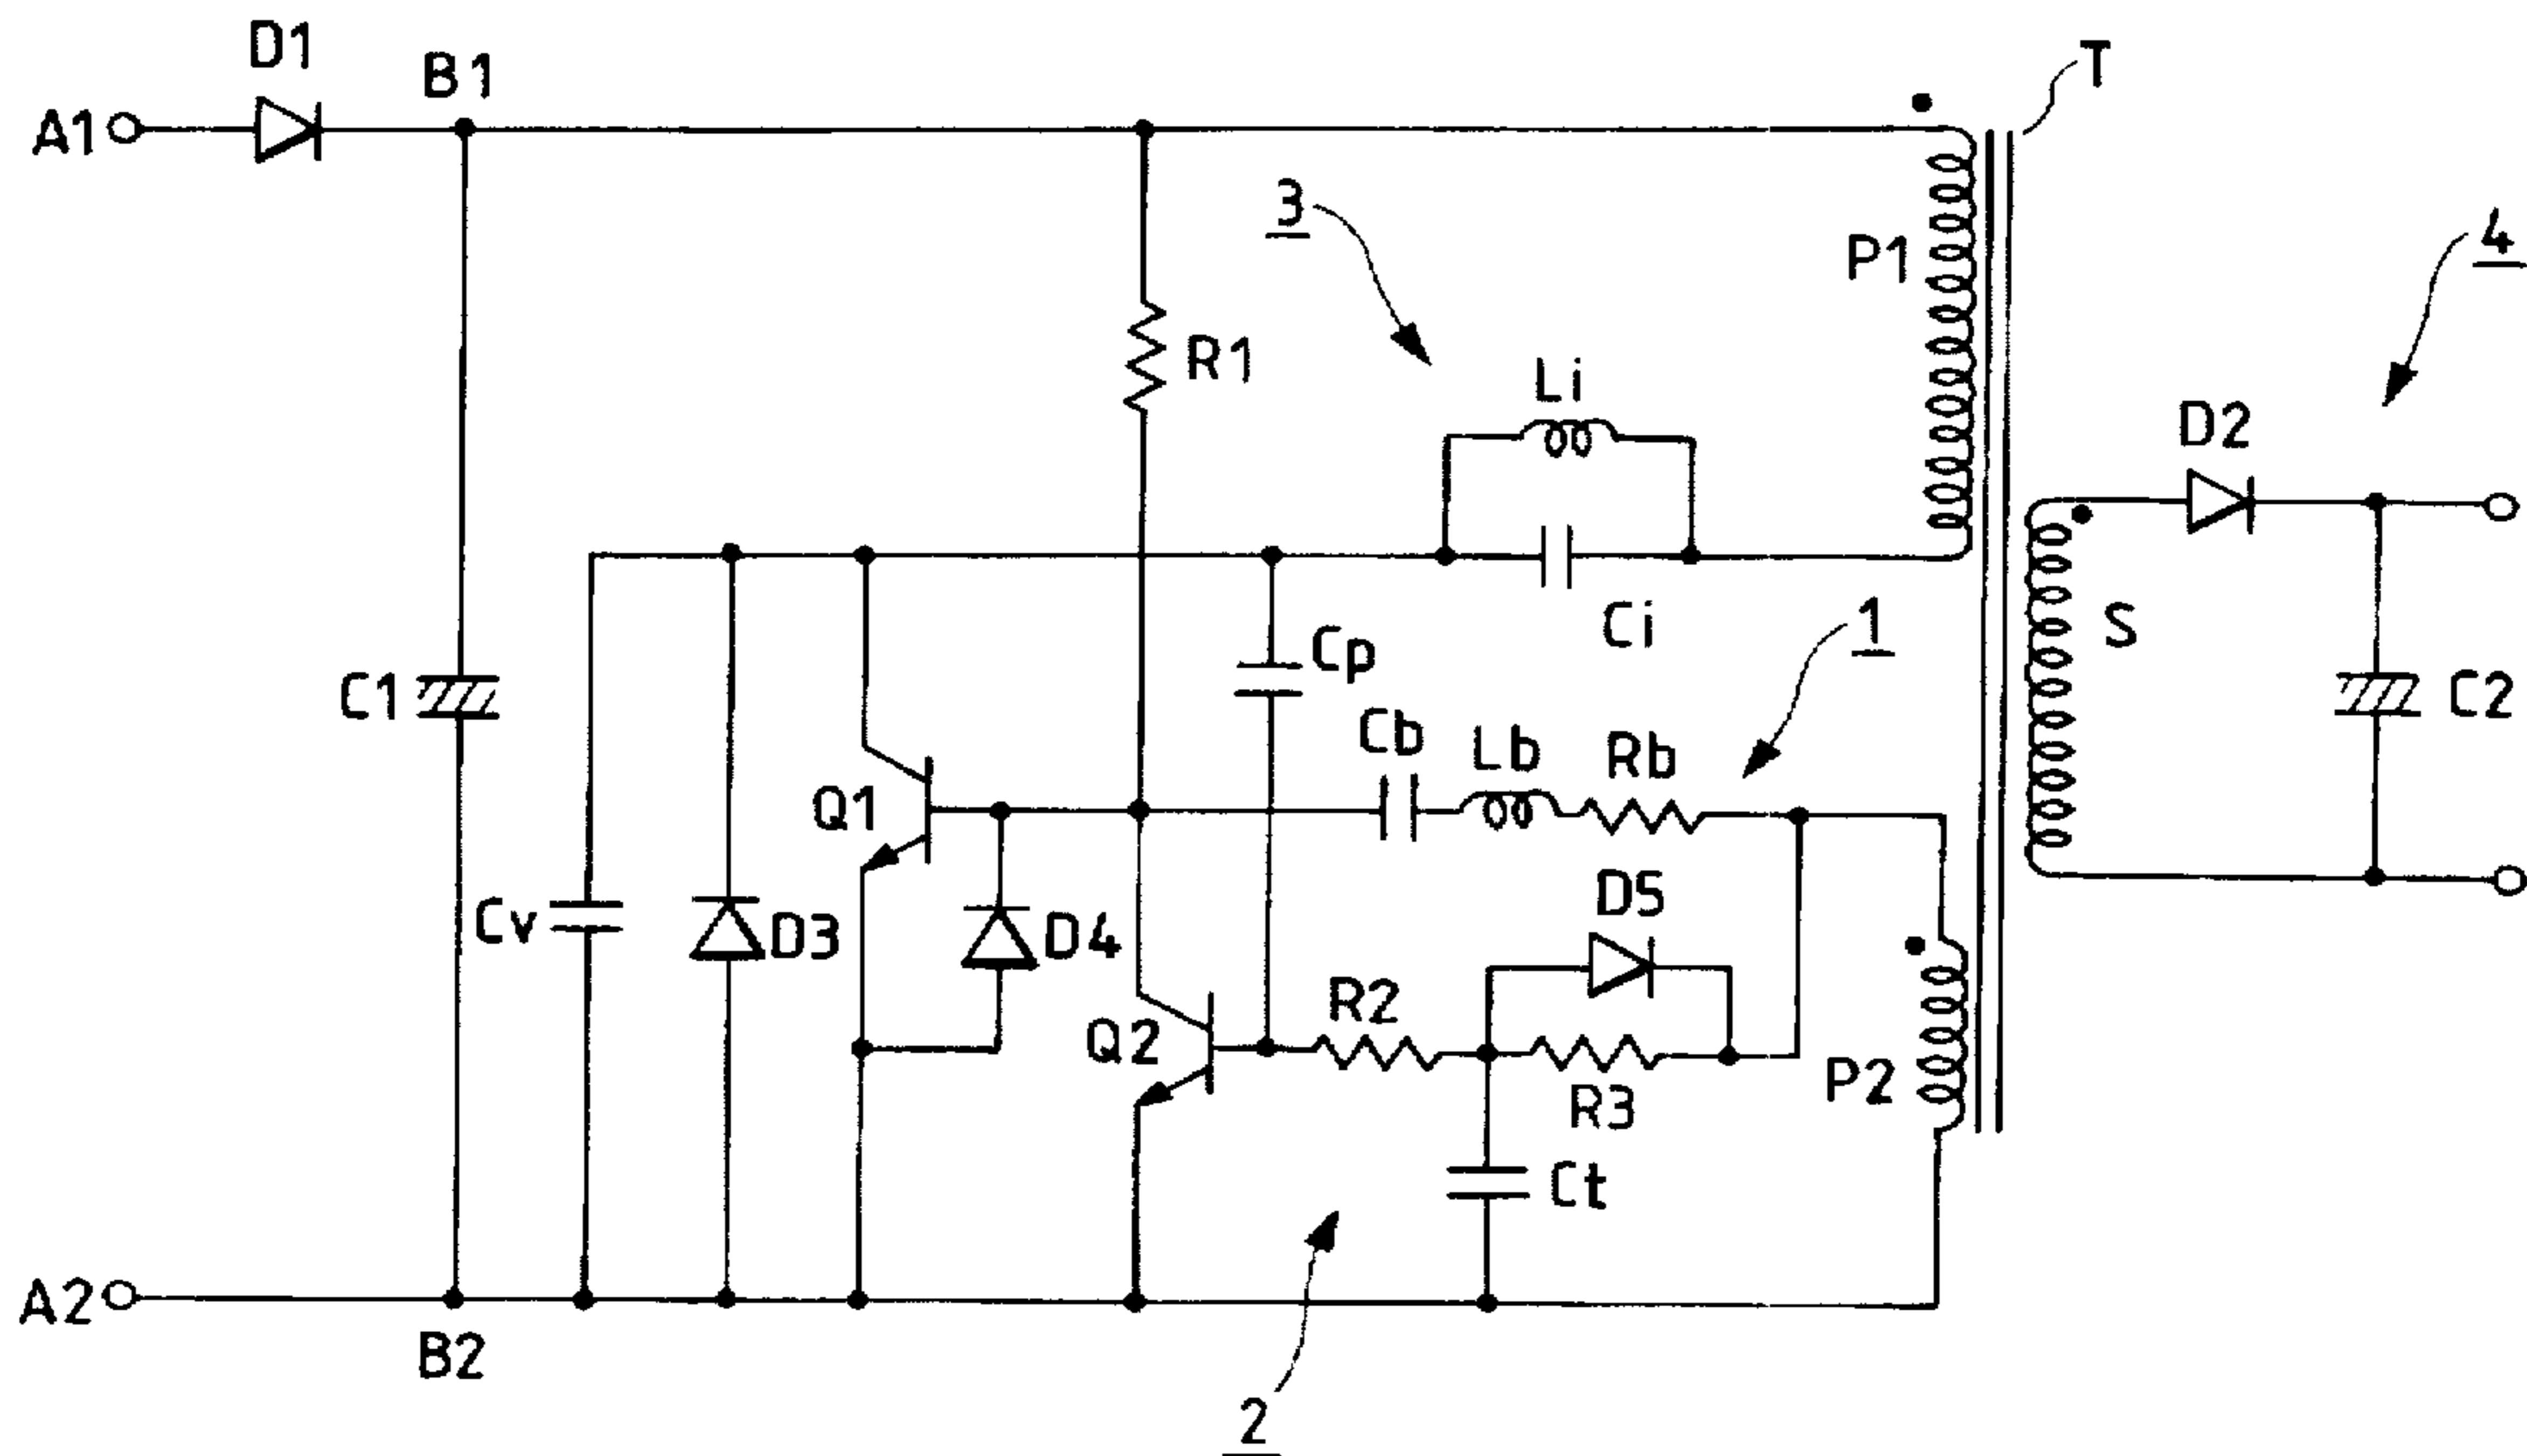 D1
B1
T
A1
3
4
P1
R1
Li
D2
Ci
1
S
Cp
C1
C2
Cb
Lb
Rb
Q1
D5
Cv
D3
D4
R2
Q2
P2
R3
Ct
A2
B2
2